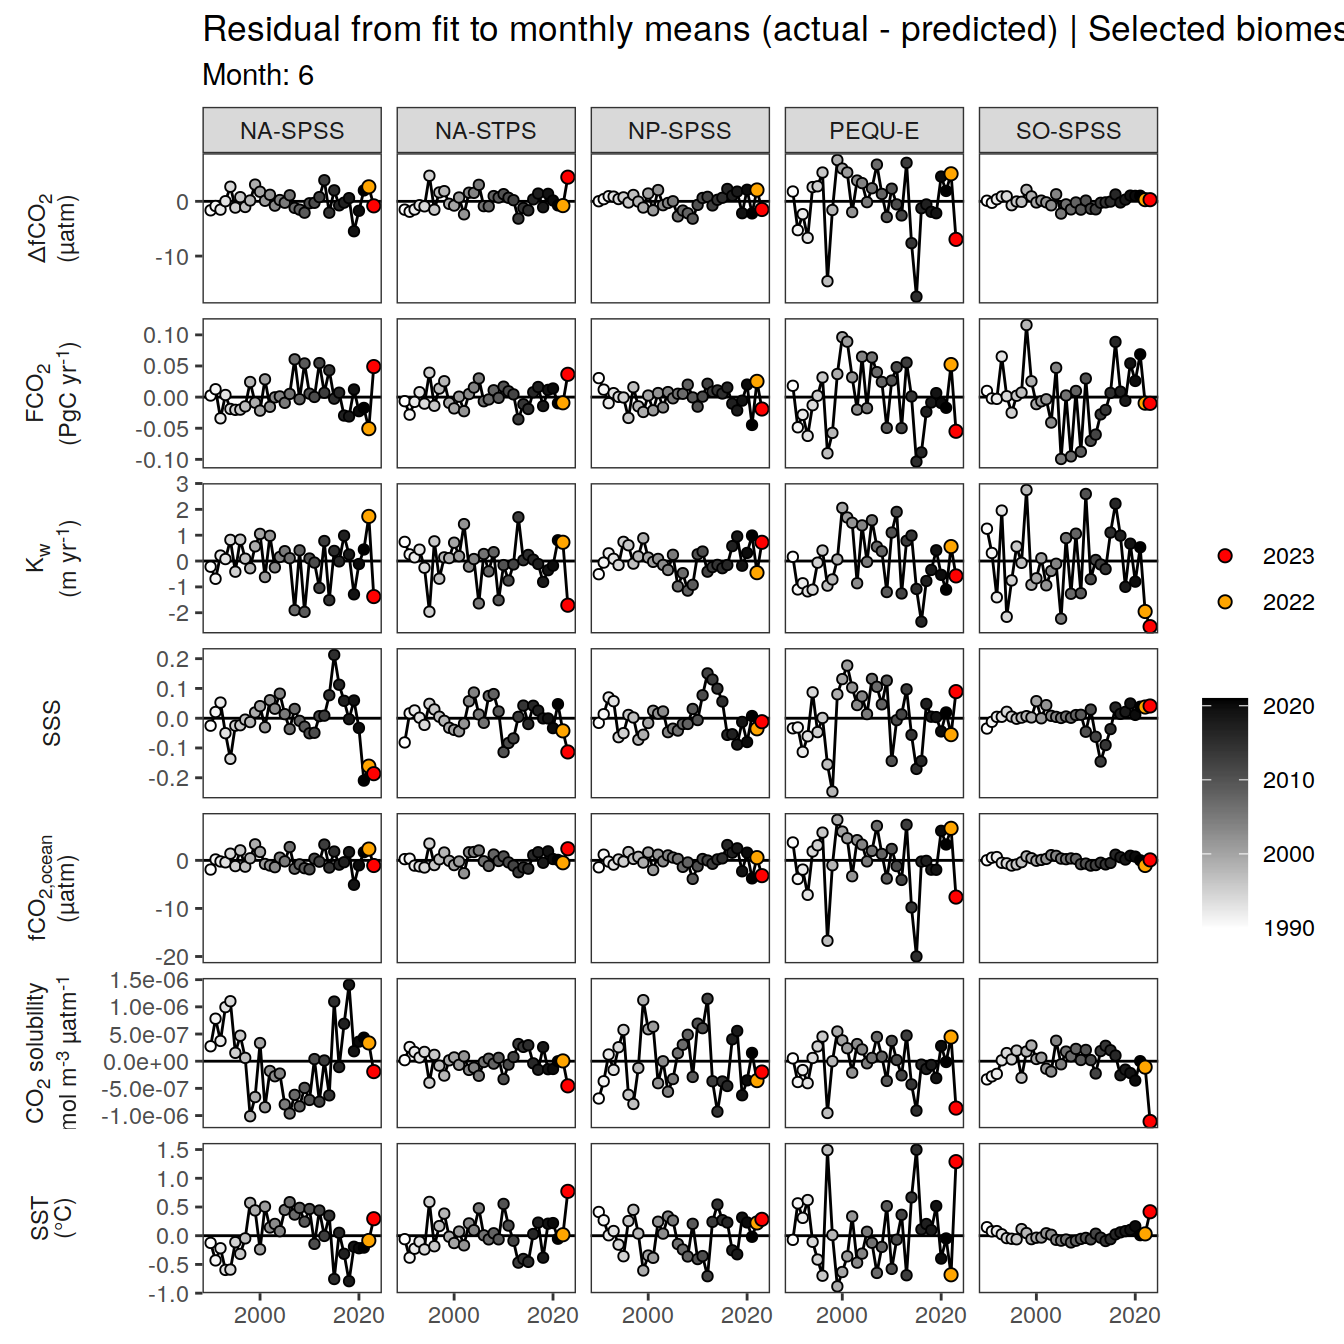 Residual from fit to monthly means (actual - predicted) | Selected biomes
Month: 6
NA-SPSS NA-STPS NP-SPSS PEQU-E SO-SPSS
ΔfCO2
(µatm)
0
-10
FCO2
(PgC yr-1)
0.10
0.05
0.00
-0.05
-0.10
Kw
(m yr-1)
3
2
1
0
-1
-2
SSS
0.2
0.1
0.0
-0.1
-0.2
fCO2,ocean
(µatm)
0
-10
-20
CO2 solubility
mol m-3 µatm-1
1.5e-06
1.0e-06
5.0e-07
0.0e+00
-5.0e-07
-1.0e-06
SST
(°C)
1.5
1.0
0.5
0.0
-0.5
-1.0
2000 2020 2000 2020 2000 2020 2000 2020 2000 2020
2023
2022
2020
2010
2000
1990